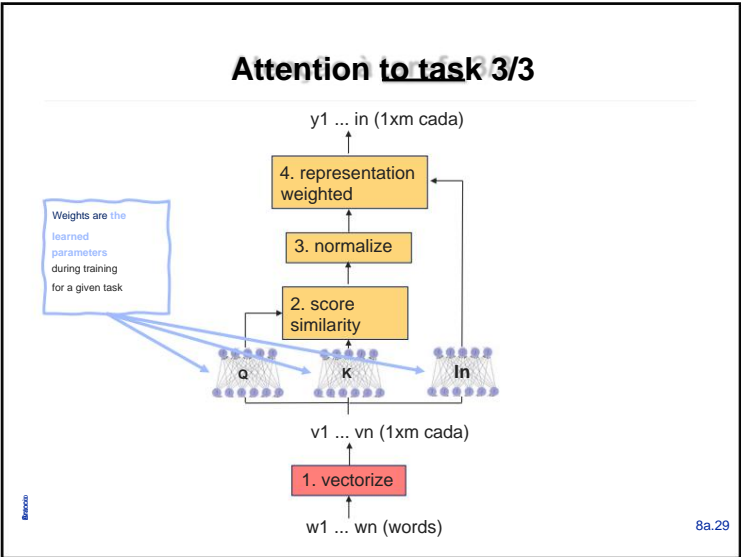 Attention to task 3/3
y1 ... in (1xm cada)
4. representation
weighted
Weights are the
learned
parameters
during training
for a given task
3. normalize
2. score
similarity
Q
K
In
v1 ... vn (1xm cada)
1. vectorize
w1 ... wn (words)
8a.29